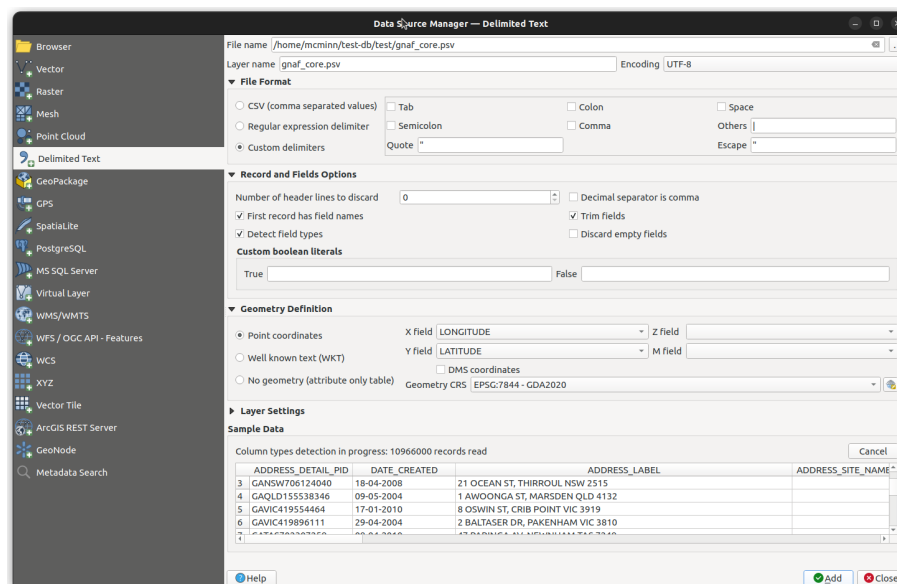 Data Source Manager — Delimited Text
Browser
Vector
Raster
Mesh
Point Cloud
Delimited Text
GeoPackage
GPS
SpatiaLite
PostgreSQL
MS SQL Server
Virtual Layer
WMS/WMTS
WFS / OGC API - Features
WCS
XYZ
Vector Tile
ArcGIS REST Server
GeoNode
Metadata Search
File name /home/mcminn/test-db/test/gnaf_core.psv
Layer name gnaf_core.psv Encoding UTF-8
File Format
CSV (comma separated values) Tab Colon Space
Regular expression delimiter Semicolon Comma Others |
Custom delimiters Quote " Escape "
Record and Fields Options
Number of header lines to discard 0 Decimal separator is comma
First record has field names Trim fields
Detect field types Discard empty fields
Custom boolean literals
True False
Geometry Definition
Point coordinates X field LONGITUDE Z field
Well known text (WKT) Y field LATITUDE M field
DMS coordinates
No geometry (attribute only table) Geometry CRS EPSG:7844 - GDA2020
Layer Settings
Sample Data
Column types detection in progress: 10966000 records read Cancel
ADDRESS_DETAIL_PID DATE_CREATED ADDRESS_LABEL ADDRESS_SITE_NAME
3 GANSW706124040 18-04-2008 21 OCEAN ST, THIRROUL NSW 2515
4 GAQLD155538346 09-05-2004 1 AWOONGA ST, MARSDEN QLD 4132
5 GAVIC419554464 17-01-2010 8 OSWIN ST, CRIB POINT VIC 3919
6 GAVIC419896111 29-04-2004 2 BALTASER DR, PAKENHAM VIC 3810
Help Add Close